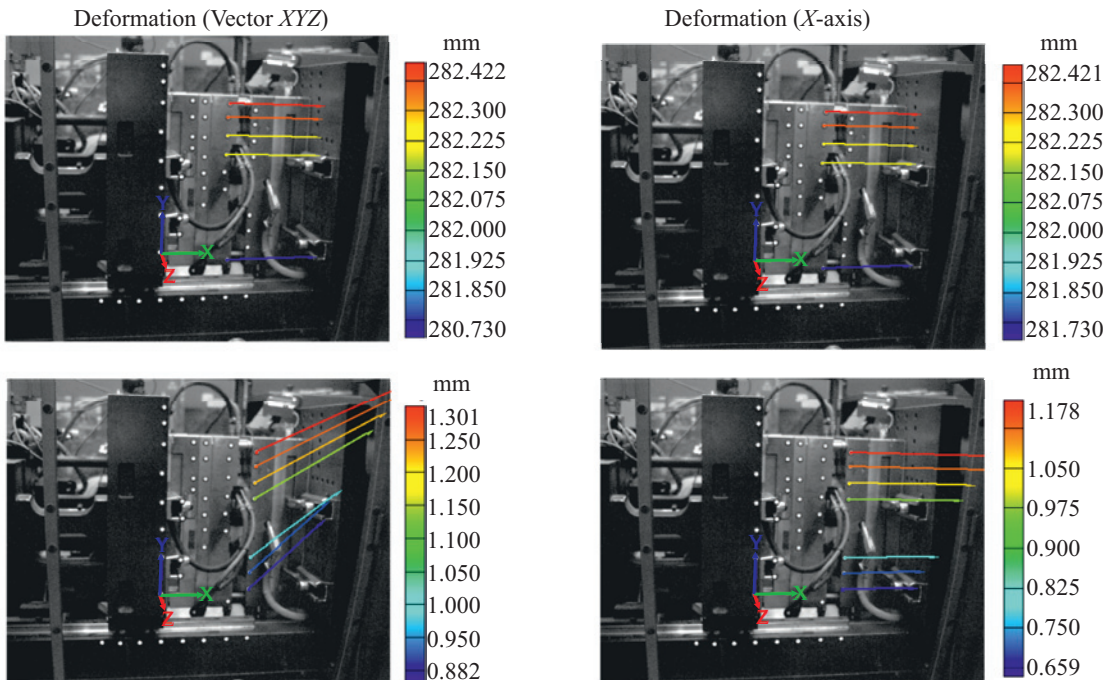 Deformation (Vector XYZ)
mm
282.422
282.300
282.225
282.150
282.075
282.000
281.925
281.850
280.730
Y
X
Z
Deformation (X-axis)
mm
282.421
282.300
282.225
282.150
282.075
282.000
281.925
281.850
281.730
Y
X
Z
mm
1.301
1.250
1.200
1.150
1.100
1.050
1.000
0.950
0.882
Y
X
Z
mm
1.178
1.050
0.975
0.900
0.825
0.750
0.659
Y
X
Z